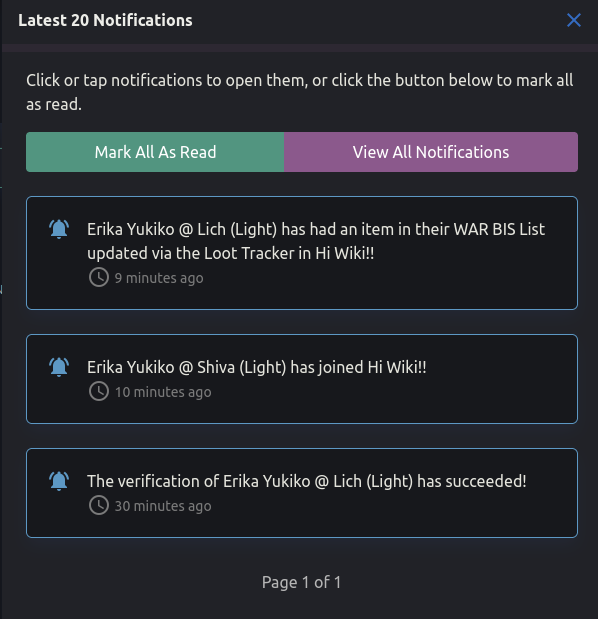 Latest 20 Notifications
Click or tap notifications to open them, or click the button below to mark all
as read.
Mark All As Read
View All Notifications
Erika Yukiko @ Lich (Light) has had an item in their WAR BIS List
updated via the Loot Tracker in Hi Wiki!!
9 minutes ago
Erika Yukiko @ Shiva (Light) has joined Hi Wiki!!
10 minutes ago
The verification of Erika Yukiko @ Lich (Light) has succeeded!
30 minutes ago
Page 1 of 1